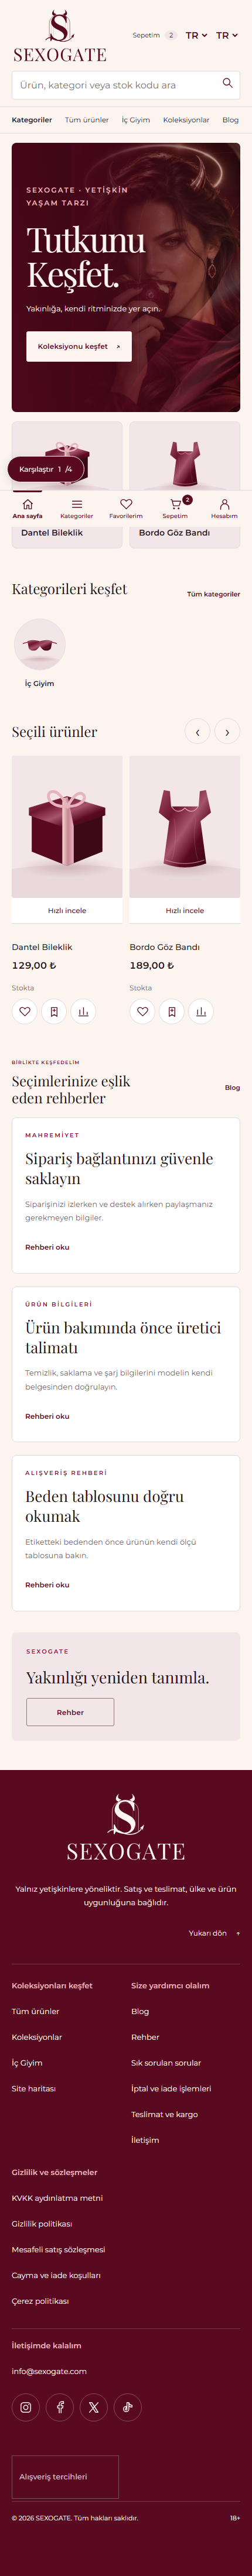 SEXOGATE
Sepetim 2 TR TR
Ürün, kategori veya stok kodu ara
Kategoriler Tüm ürünler İç Giyim Koleksiyonlar Blog
SEXOGATE · YETİŞKİN
YAŞAM TARZI
Tutkunu
Keşfet.
Yakınlığa, kendi ritminizde yer açın.
Koleksiyonu keşfet
Karşılaştır 1 /4
2
Ana sayfa Kategoriler Favorilerim Sepetim Hesabım
Dantel Bileklik Bordo Göz Bandı
Kategorileri keşfet
Tüm kategoriler
İç Giyim
Seçili ürünler
Hızlı incele Hızlı incele
Dantel Bileklik Bordo Göz Bandı
129,00 ₺ 189,00 ₺
Stokta Stokta
BİRLİKTE KEŞFEDELİM
Seçimlerinize eşlik
eden rehberler
Blog
MAHREMİYET
Sipariş bağlantınızı güvenle
saklayın
Siparişinizi izlerken ve destek alırken paylaşmanız
gerekmeyen bilgiler.
Rehberi oku
ÜRÜN BİLGİLERİ
Ürün bakımında önce üretici
talimatı
Temizlik, saklama ve şarj bilgilerini modelin kendi
belgesinden doğrulayın.
Rehberi oku
ALIŞVERİŞ REHBERİ
Beden tablosunu doğru
okumak
Etiketteki bedenden önce ürünün kendi ölçü
tablosuna bakın.
Rehberi oku
SEXOGATE
Yakınlığı yeniden tanımla.
Rehber
SEXOGATE
Yalnız yetişkinlere yöneliktir. Satış ve teslimat, ülke ve ürün
uygunluğuna bağlıdır.
Yukarı dön ↑
Koleksiyonları keşfet Size yardımcı olalım
Tüm ürünler Blog
Koleksiyonlar Rehber
İç Giyim Sık sorulan sorular
Site haritası İptal ve iade işlemleri
Teslimat ve kargo
İletişim
Gizlilik ve sözleşmeler
KVKK aydınlatma metni
Gizlilik politikası
Mesafeli satış sözleşmesi
Cayma ve iade koşulları
Çerez politikası
İletişimde kalalım
info@sexogate.com
Alışveriş tercihleri
© 2026 SEXOGATE. Tüm hakları saklıdır. 18+